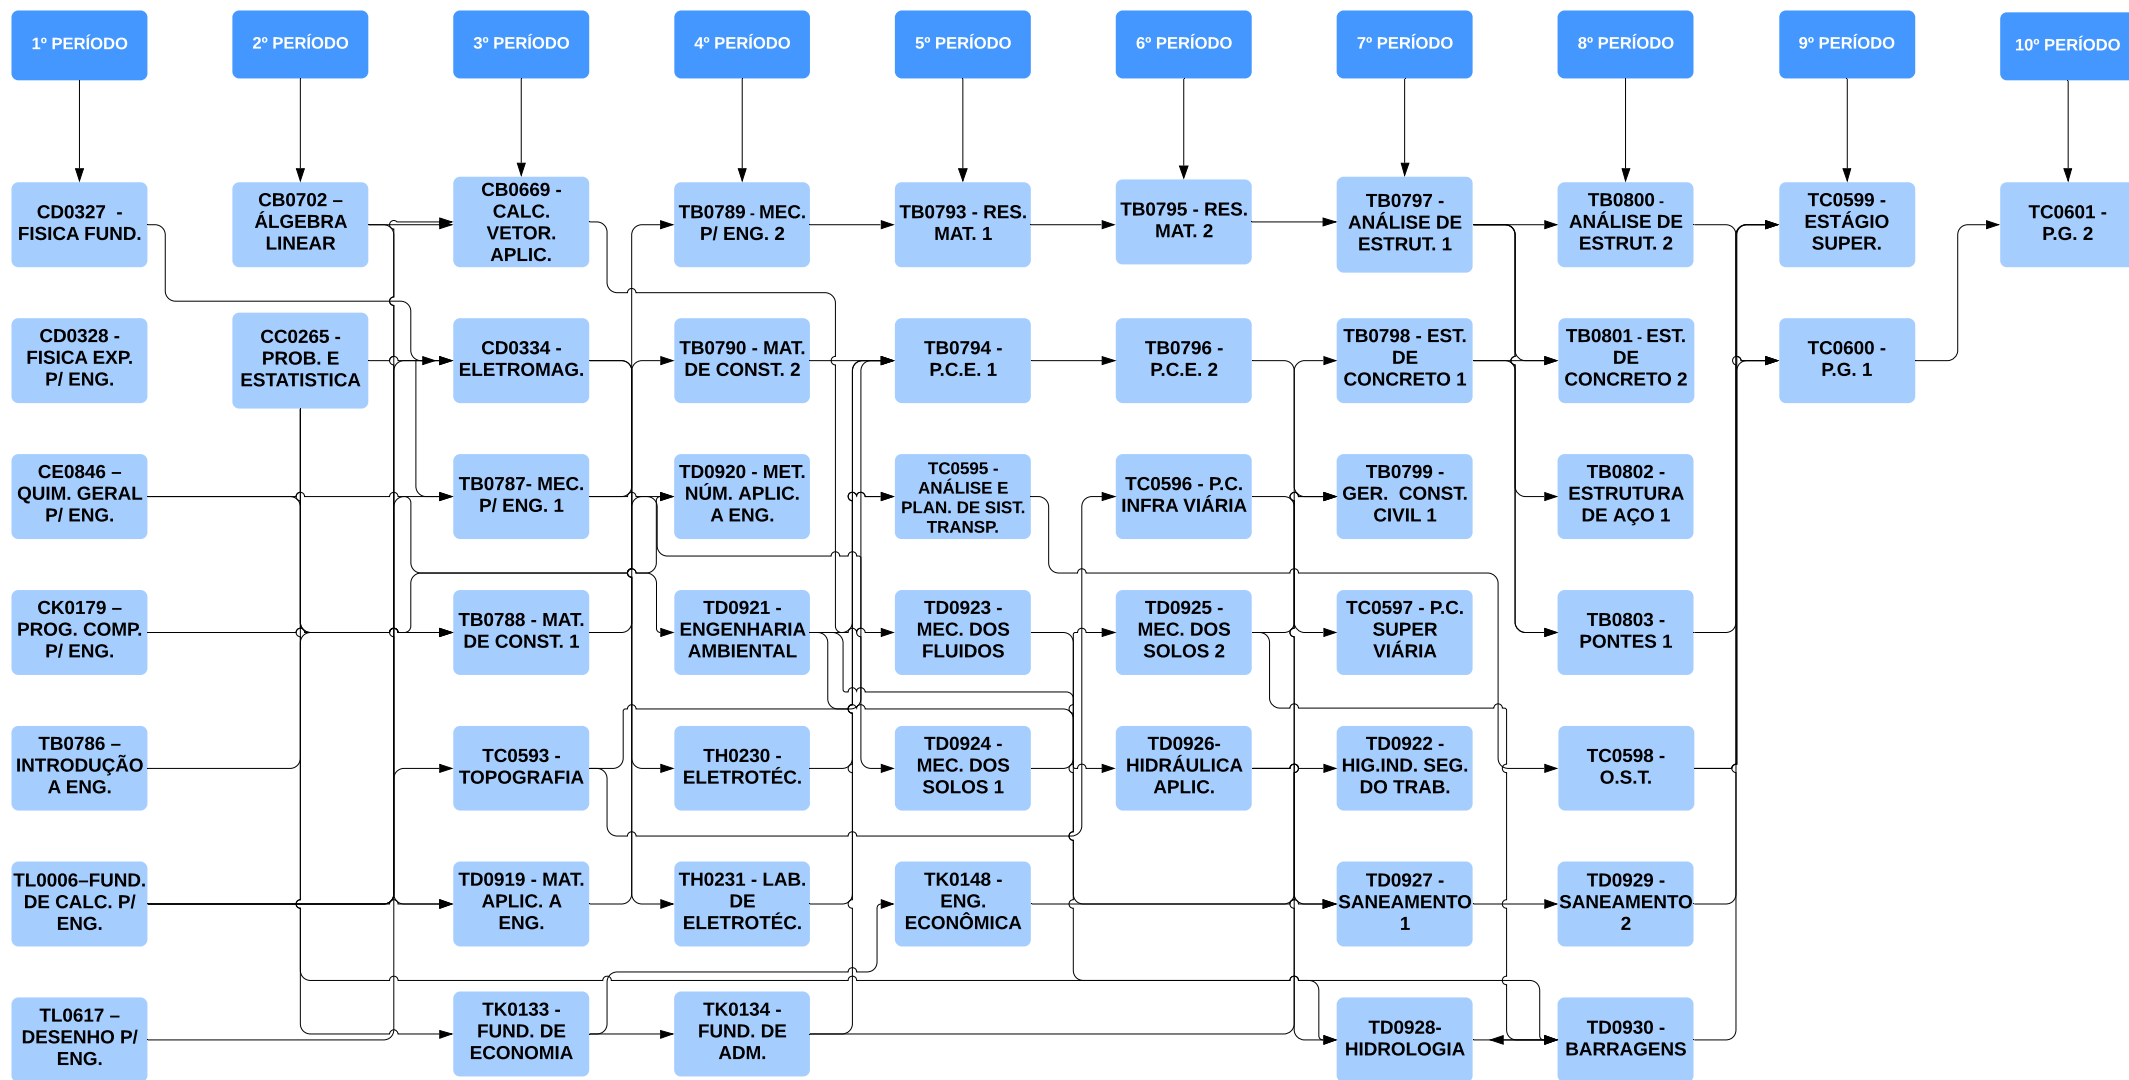 1º PERÍODO
2º PERÍODO
3º PERÍODO
4º PERÍODO
5º PERÍODO
6º PERÍODO
7º PERÍODO
8º PERÍODO
9º PERÍODO
10º PERÍODO
CD0327 -
FISICA FUND.
CB0702 –
ÁLGEBRA
LINEAR
CB0669 -
CALC.
VETOR.
APLIC.
TB0789 - MEC.
P/ ENG. 2
TB0793 - RES.
MAT. 1
TB0795 - RES.
MAT. 2
TB0797 -
ANÁLISE DE
ESTRUT. 1
TB0800 -
ANÁLISE DE
ESTRUT. 2
TC0599 -
ESTÁGIO
SUPER.
TC0601 -
P.G. 2
CD0328 -
FISICA EXP.
P/ ENG.
CC0265 -
PROB. E
ESTATISTICA
CD0334 -
ELETROMAG.
TB0790 - MAT.
DE CONST. 2
TB0794 -
P.C.E. 1
TB0796 -
P.C.E. 2
TB0798 - EST.
DE
CONCRETO 1
TB0801 - EST.
DE
CONCRETO 2
TC0600 -
P.G. 1
CE0846 –
QUIM. GERAL
P/ ENG.
TB0787- MEC.
P/ ENG. 1
TD0920 - MET.
NÚM. APLIC.
A ENG.
TC0595 -
ANÁLISE E
PLAN. DE SIST.
TRANSP.
TC0596 - P.C.
INFRA VIÁRIA
TB0799 -
GER. CONST.
CIVIL 1
TB0802 -
ESTRUTURA
DE AÇO 1
CK0179 –
PROG. COMP.
P/ ENG.
TB0788 - MAT.
DE CONST. 1
TD0921 -
ENGENHARIA
AMBIENTAL
TD0923 -
MEC. DOS
FLUIDOS
TD0925 -
MEC. DOS
SOLOS 2
TC0597 - P.C.
SUPER
VIÁRIA
TB0803 -
PONTES 1
TB0786 –
INTRODUÇÃO
A ENG.
TC0593 -
TOPOGRAFIA
TH0230 -
ELETROTÉC.
TD0924 -
MEC. DOS
SOLOS 1
TD0926-
HIDRÁULICA
APLIC.
TD0922 -
HIG.IND. SEG.
DO TRAB.
TC0598 -
O.S.T.
TL0006–FUND.
DE CALC. P/
ENG.
TD0919 - MAT.
APLIC. A
ENG.
TH0231 - LAB.
DE
ELETROTÉC.
TK0148 -
ENG.
ECONÔMICA
TD0927 -
SANEAMENTO
1
TD0929 -
SANEAMENTO
2
TL0617 –
DESENHO P/
ENG.
TK0133 -
FUND. DE
ECONOMIA
TK0134 -
FUND. DE
ADM.
TD0928-
HIDROLOGIA
TD0930 -
BARRAGENS